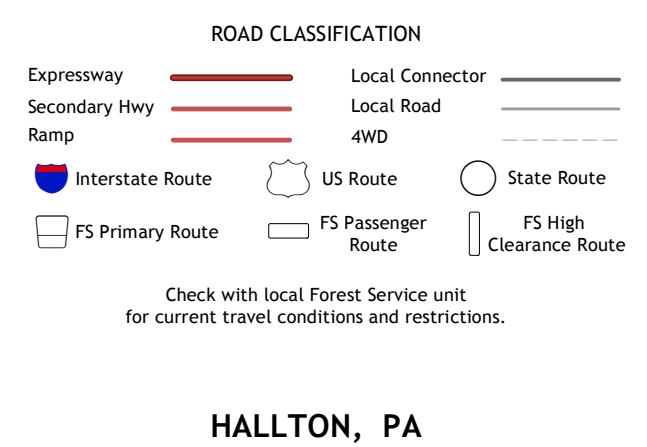 ROAD CLASSIFICATION
Expressway
Local Connector
Secondary Hwy
Local Road
Ramp
4WD
Interstate Route
US Route
State Route
FS Primary Route
FS Passenger
Route
FS High
Clearance Route
Check with local Forest Service unit
for current travel conditions and restrictions.
HALLTON, PA